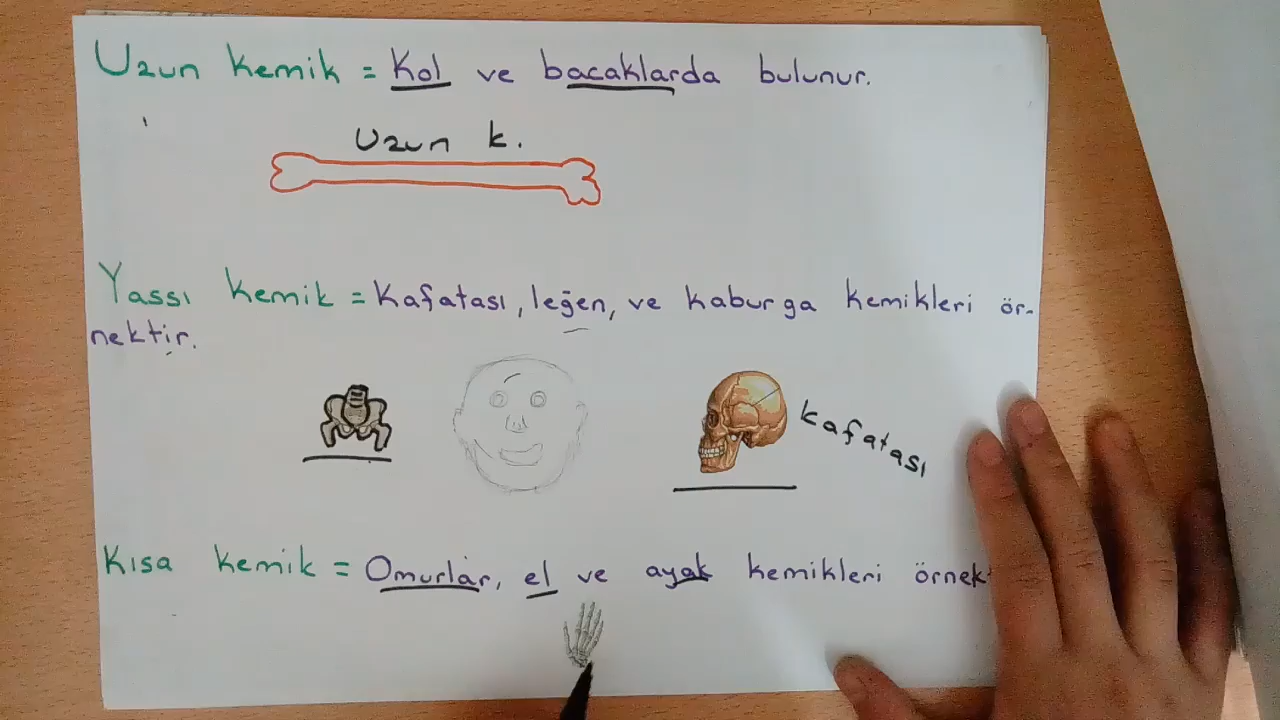 Uzun kemik = Kol ve bacaklarda bulunur.
Uzun k.
Yassı kemik = Kafatası, leğen, ve kaburga kemikleri ör-
nektir.
kafatası
Kısa kemik = Omurlar, el ve ayak kemikleri örnek